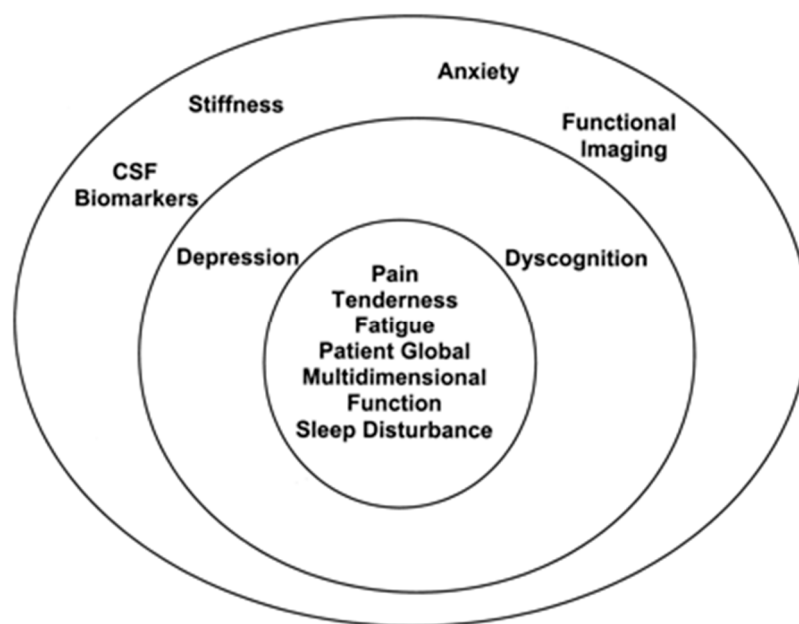 Anxiety
Stiffness
Functional
Imaging
CSF
Biomarkers
Depression
Dyscognition
Pain
Tenderness
Fatigue
Patient Global
Multidimensional
Function
Sleep Disturbance